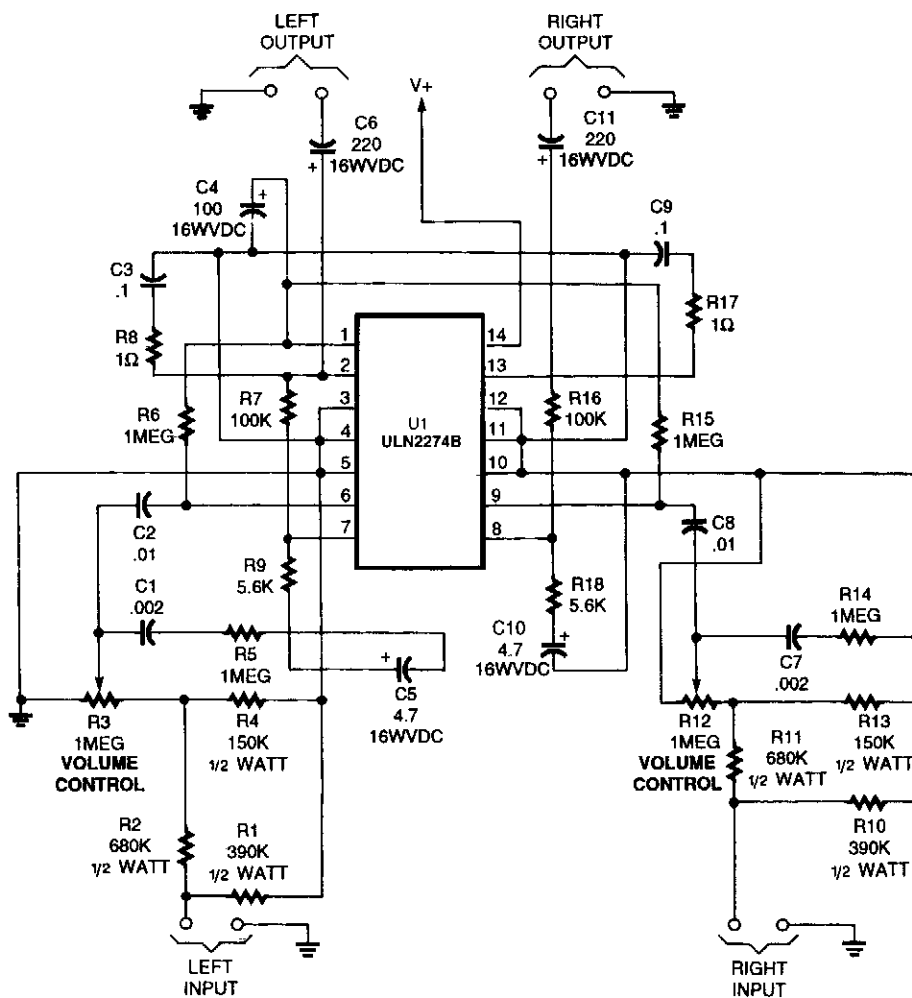 LEFT
OUTPUT
RIGHT
OUTPUT
V+
C6
220
16WVDC
+
C11
220
16WVDC
+
C4
100
16WVDC
+
C9
.1
C3
.1
R8
1Ω
R17
1Ω
1
2
3
4
5
6
7
14
13
12
11
10
9
8
U1
ULN2274B
R7
100K
R16
100K
R6
1MEG
R15
1MEG
C2
.01
C8
.01
R9
5.6K
R18
5.6K
C1
.002
R5
1MEG
+
C5
4.7
16WVDC
C10
4.7
16WVDC
+
R14
1MEG
C7
.002
R3
1MEG
VOLUME
CONTROL
R4
150K
1/2 WATT
R12
1MEG
VOLUME
CONTROL
R11
680K
1/2 WATT
R13
150K
1/2 WATT
R2
680K
1/2 WATT
R1
390K
1/2 WATT
R10
390K
1/2 WATT
LEFT
INPUT
RIGHT
INPUT